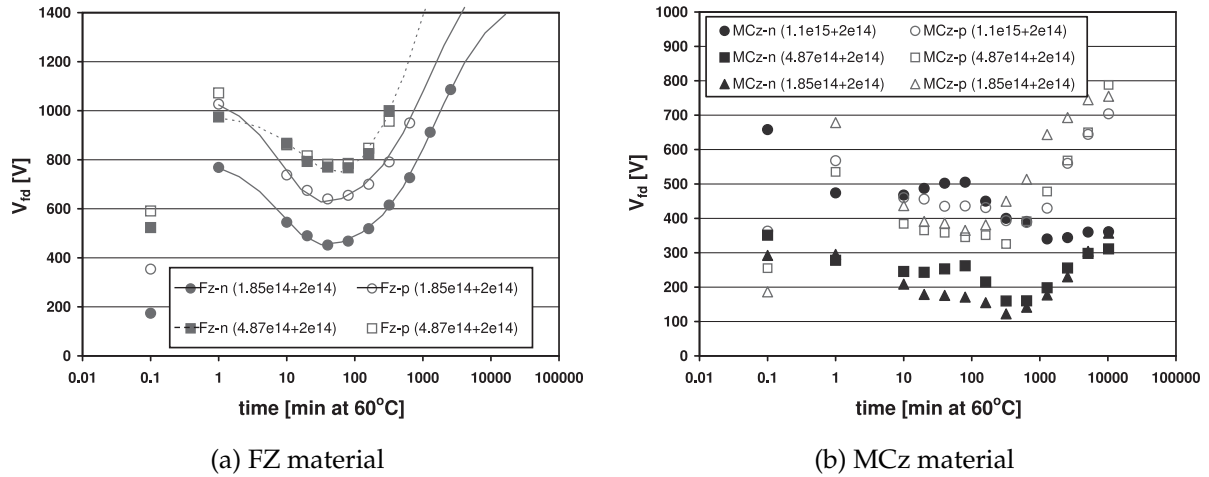 1400
1200
1000
800
600
400
200
0
V_fd [V]
Fz-n (1.85e14+2e14) Fz-p (1.85e14+2e14)
Fz-n (4.87e14+2e14) Fz-p (4.87e14+2e14)
0.01 0.1 1 10 100 1000 10000 100000
time [min at 60°C]
(a) FZ material
1000
900
800
700
600
500
400
300
200
100
0
V_fd [V]
MCz-n (1.1e15+2e14) MCz-p (1.1e15+2e14)
MCz-n (4.87e14+2e14) MCz-p (4.87e14+2e14)
MCz-n (1.85e14+2e14) MCz-p (1.85e14+2e14)
0.01 0.1 1 10 100 1000 10000 100000
time [min at 60°C]
(b) MCz material